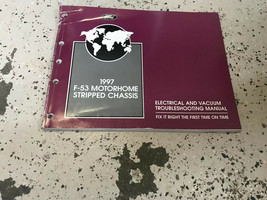 1997
F-53 MOTORHOME
STRIPPED CHASSIS
ELECTRICAL AND VACUUM
TROUBLESHOOTING MANUAL
FIX IT RIGHT THE FIRST TIME ON TIME